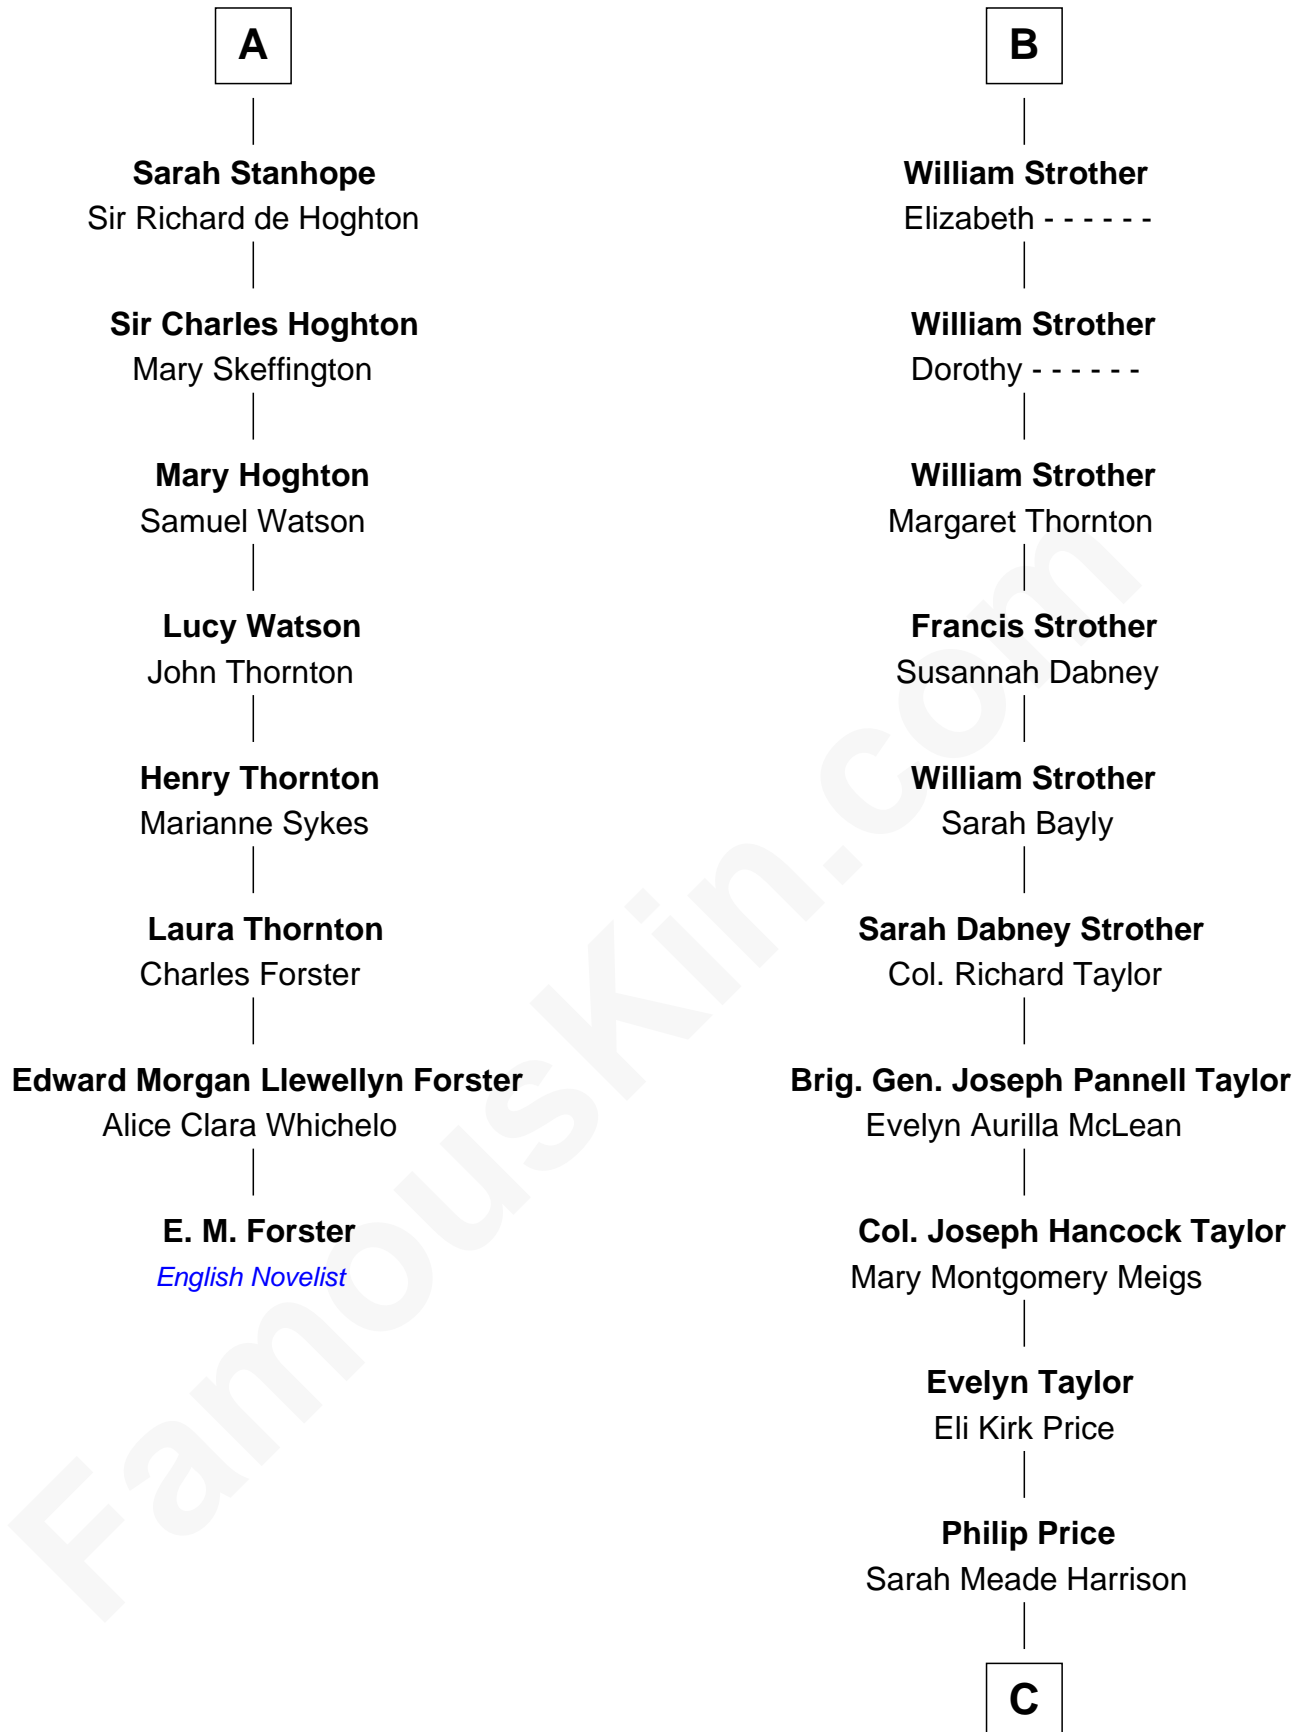 A
Sarah Stanhope
Sir Richard de Hoghton
Sir Charles Hoghton
Mary Skeffington
Mary Hoghton
Samuel Watson
Lucy Watson
John Thornton
Henry Thornton
Marianne Sykes
Laura Thornton
Charles Forster
Edward Morgan Llewellyn Forster
Alice Clara Whichelo
E. M. Forster
English Novelist
B
William Strother
Elizabeth - - - - - -
William Strother
Dorothy - - - - - -
William Strother
Margaret Thornton
Francis Strother
Susannah Dabney
William Strother
Sarah Bayly
Sarah Dabney Strother
Col. Richard Taylor
Brig. Gen. Joseph Pannell Taylor
Evelyn Aurilla McLean
Col. Joseph Hancock Taylor
Mary Montgomery Meigs
Evelyn Taylor
Eli Kirk Price
Philip Price
Sarah Meade Harrison
C
FamousKin.com